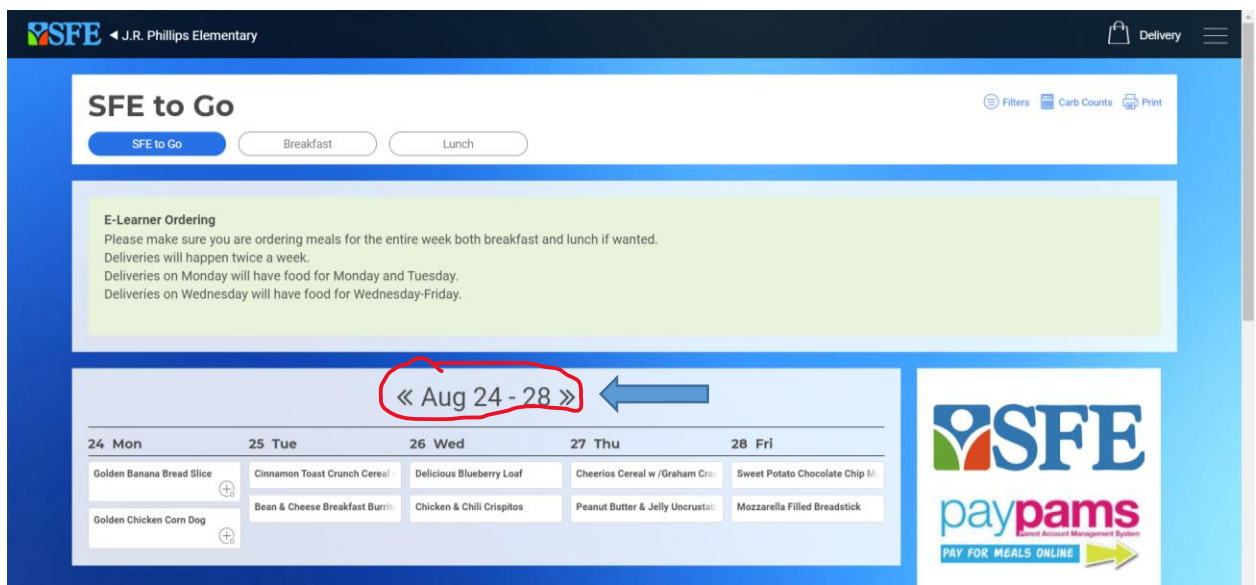 SFE J.R. Phillips Elementary
Delivery
SFE to Go
Filters Carb Counts Print
SFE to Go Breakfast Lunch
E-Learner Ordering
Please make sure you are ordering meals for the entire week both breakfast and lunch if wanted.
Deliveries will happen twice a week.
Deliveries on Monday will have food for Monday and Tuesday.
Deliveries on Wednesday will have food for Wednesday-Friday.
« Aug 24 - 28 »
24 Mon 25 Tue 26 Wed 27 Thu 28 Fri
Golden Banana Bread Slice Cinnamon Toast Crunch Cereal Delicious Blueberry Loaf Cheerios Cereal w /Graham Sweet Potato Chocolate Chip
Golden Chicken Corn Dog Bean & Cheese Breakfast Chicken & Chili Crispitos Peanut Butter & Jelly Mozzarella Filled Breadstick
SFE
paypams
Parent Account Management System
PAY FOR MEALS ONLINE